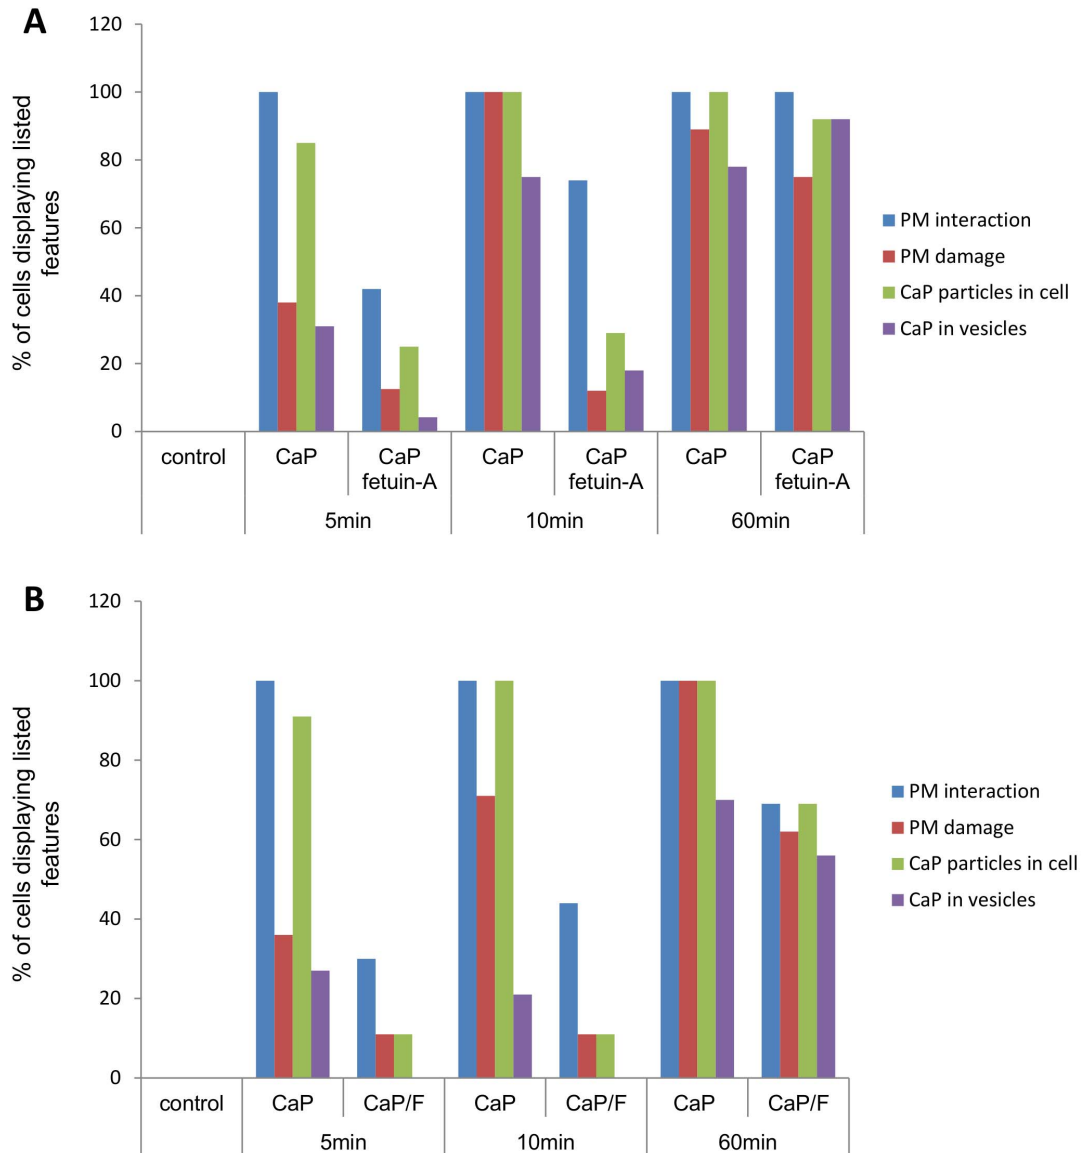 A
120
100
80
60
40
20
0
% of cells displaying listed
features
control
CaP
CaP
fetuin-A
CaP
CaP
fetuin-A
CaP
CaP
fetuin-A
5min
10min
60min
PM interaction
PM damage
CaP particles in cell
CaP in vesicles
B
120
100
80
60
40
20
0
% of cells displaying listed
features
control
CaP
CaP/F
CaP
CaP/F
CaP
CaP/F
5min
10min
60min
PM interaction
PM damage
CaP particles in cell
CaP in vesicles